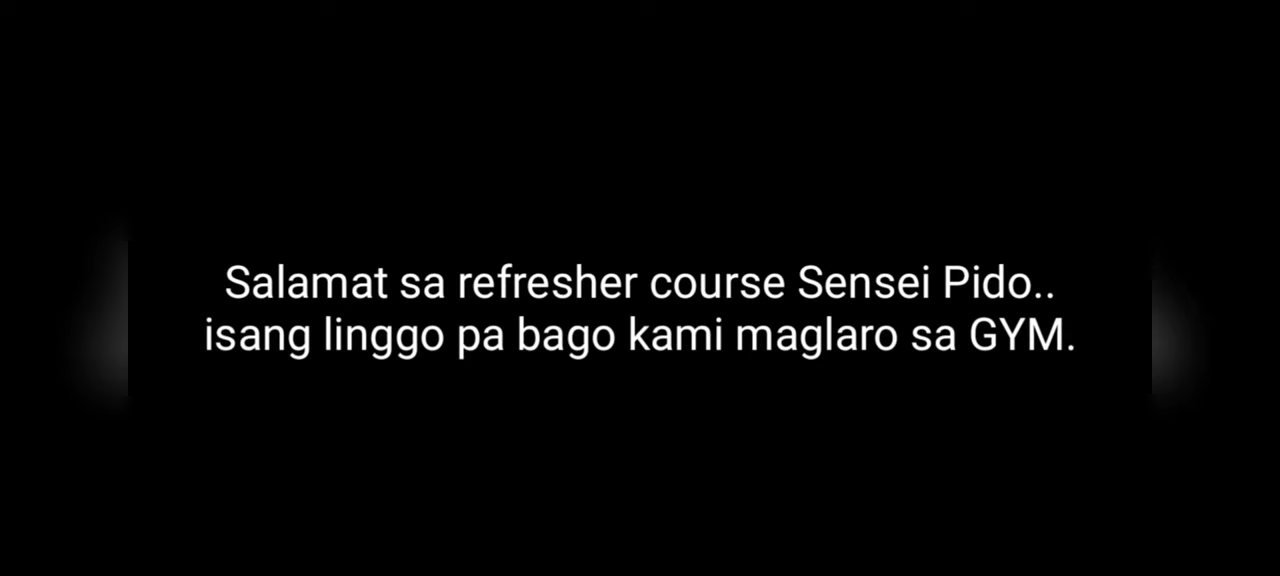 Salamat sa refresher course Sensei Pido..
isang linggo pa bago kami maglaro sa GYM.